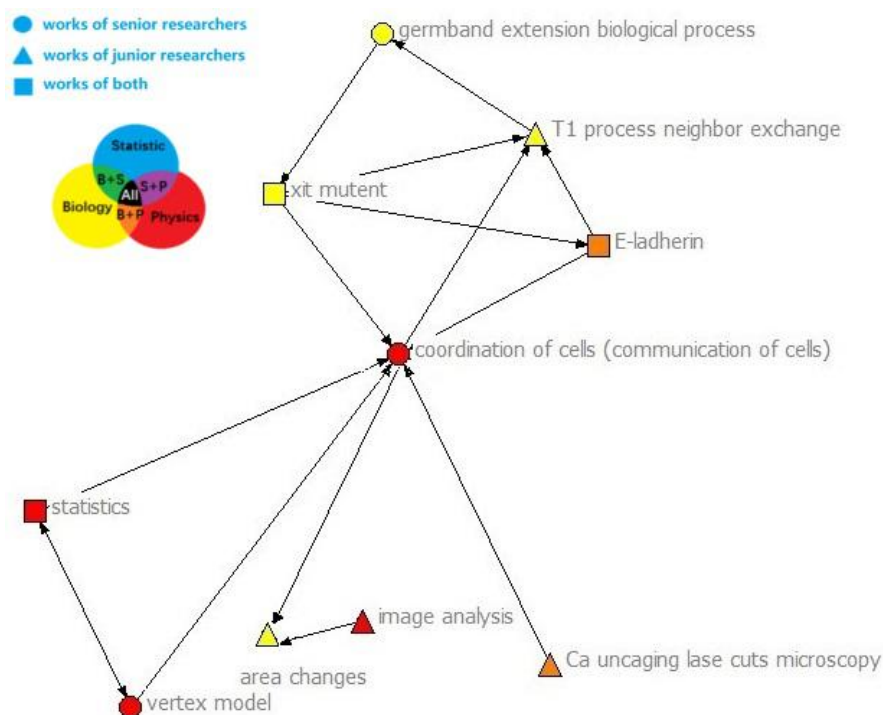 works of senior researchers
works of junior researchers
works of both
Statistic
B+S
S+P
All
Biology
B+P
Physics
germband extension biological process
T1 process neighbor exchange
xit mutent
E-ladherin
coordination of cells (communication of cells)
statistics
image analysis
area changes
Ca uncaging lase cuts microscopy
vertex model